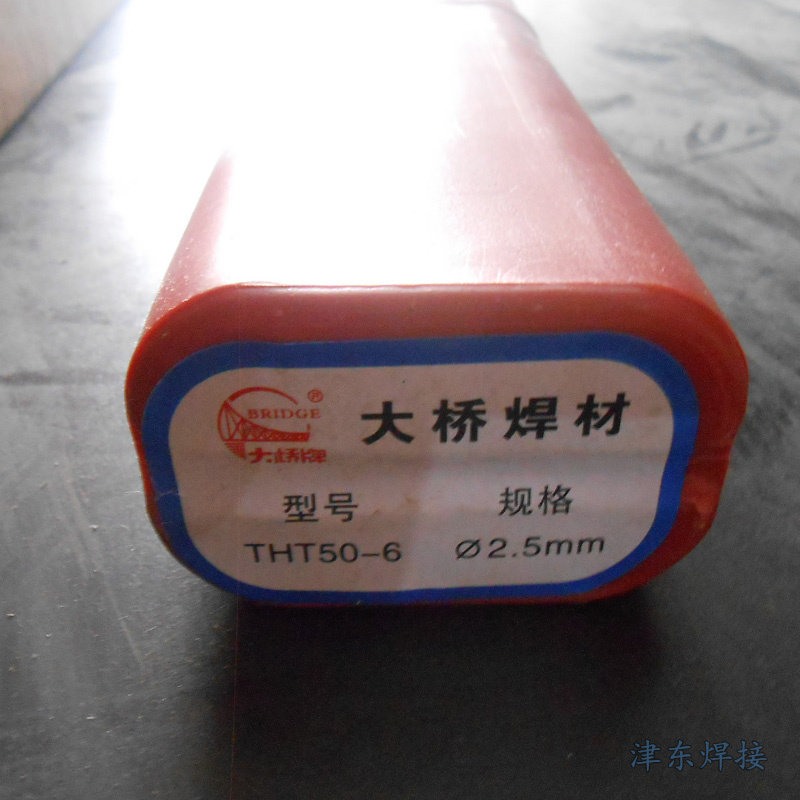 BRIDGE ®
大桥牌
大桥焊材
型号 规格
THT50-6 Ø2.5mm
津东焊接